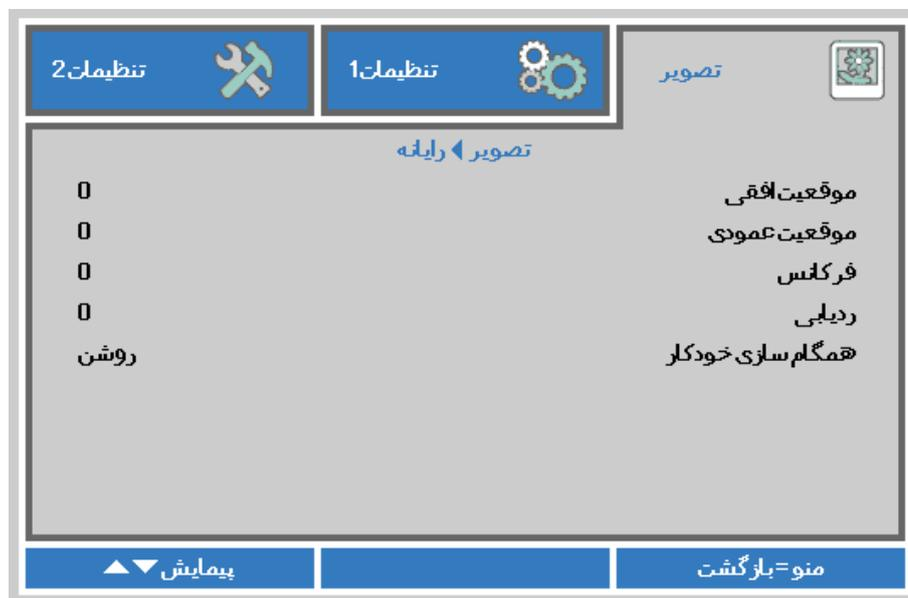 تصویر
تنظیمات1
تنظیمات2
تصویر ◀ رایانه
موقعیت افقی 0
موقعیت عمودی 0
فرکانس 0
ردیابی 0
همگام سازی خودکار روشن
منو=بازگشت
پیمایش▼▲